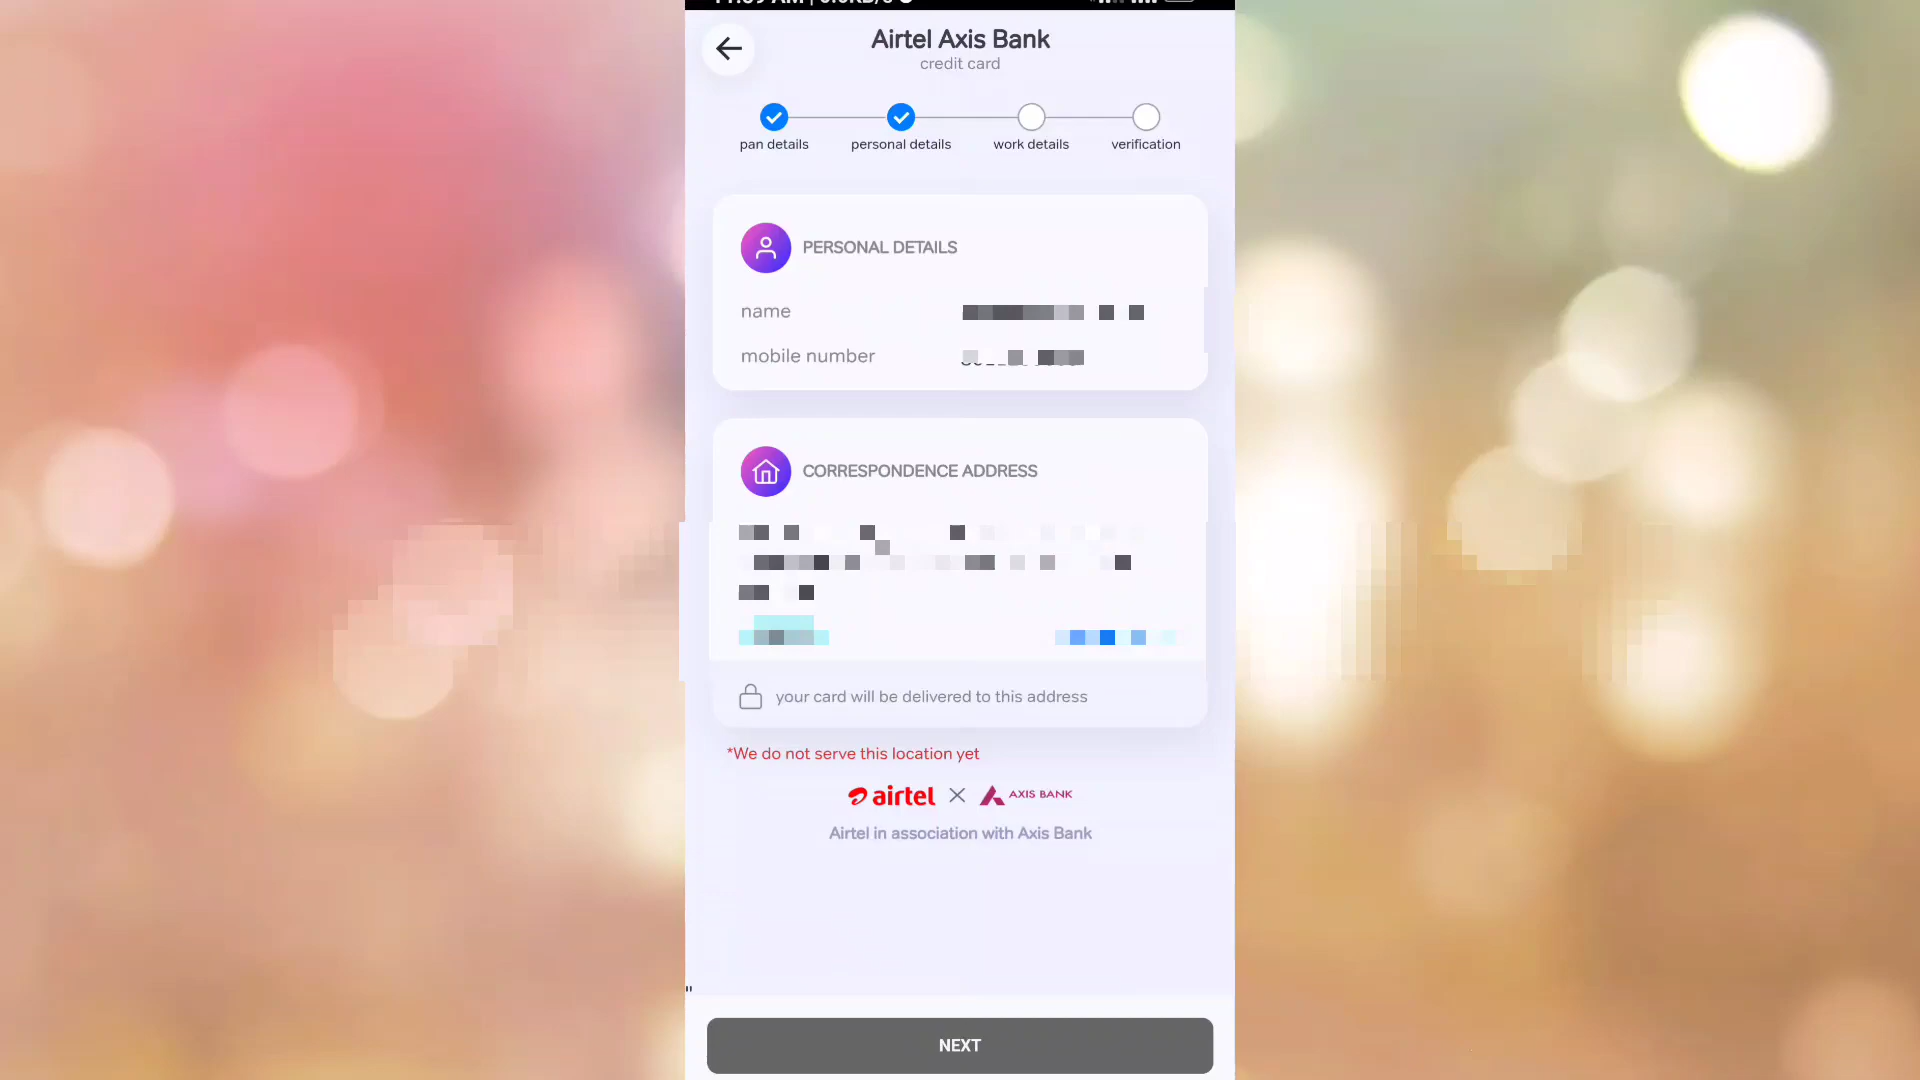 Airtel Axis Bank
credit card
pan details
personal details
work details
verification
PERSONAL DETAILS
name
mobile number
CORRESPONDENCE ADDRESS
your card will be delivered to this address
*We do not serve this location yet
airtel
AXIS BANK
Airtel in association with Axis Bank
NEXT